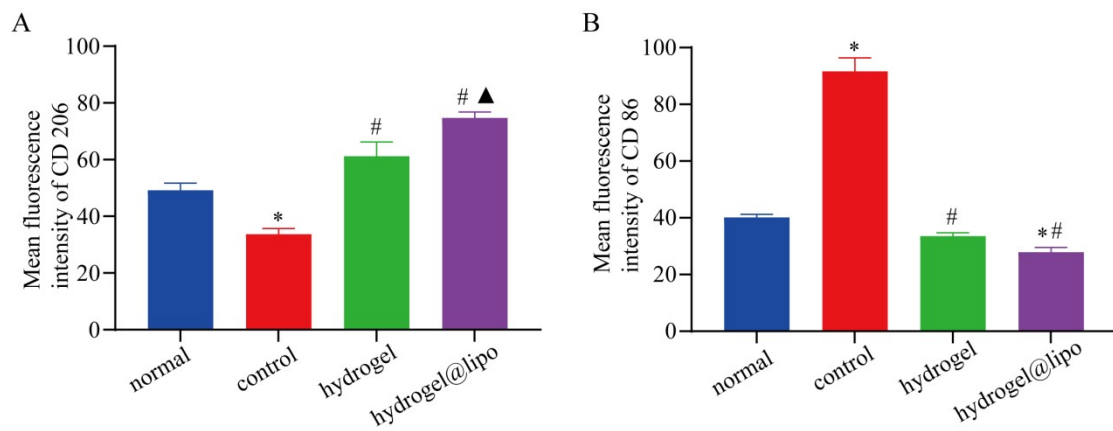 A
Mean fluorescence
intensity of CD 206
100
80
60
40
20
0
*
#
# ▲
normal
control
hydrogel
hydrogel@lipo
B
Mean fluorescence
intensity of CD 86
100
80
60
40
20
0
*
#
* #
normal
control
hydrogel
hydrogel@lipo